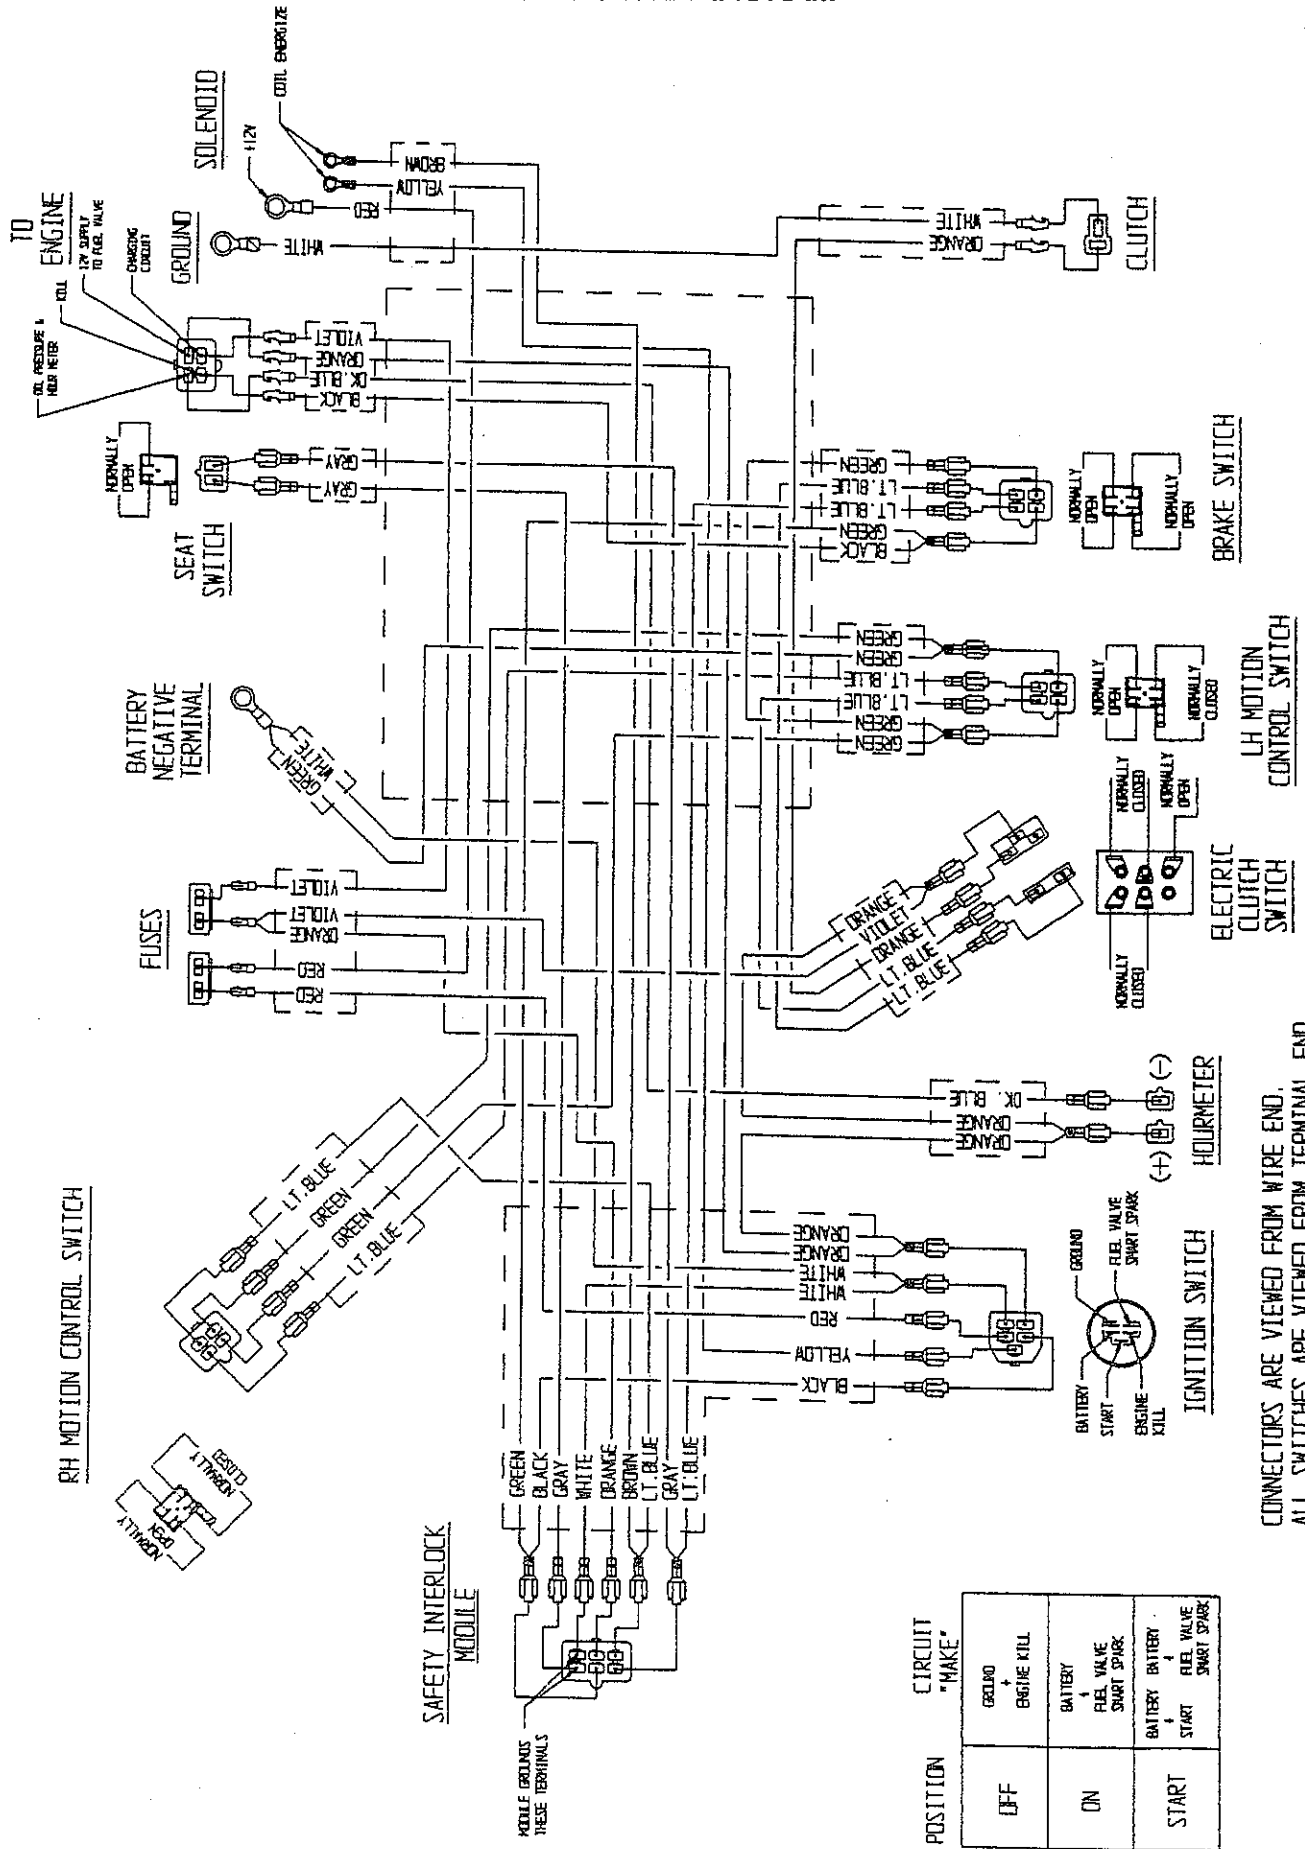 TO
ENGINE
OIL PRESSURE &
HOUR METER
KILL
12V SUPPLY
TO FUEL VALVE
CHARGING
CIRCUIT
GROUND
SOLENOID
+12V
COIL ENERGIZE
BLACK
DK.BLUE
ORANGE
VIOLET
WHITE
RED
YELLOW
BROWN
NORMALLY
OPEN
SEAT
SWITCH
GRAY
GRAY
BATTERY
NEGATIVE
TERMINAL
GREEN
WHITE
FUSES
VIOLET
VIOLET
ORANGE
RED
RED
RH MOTION CONTROL SWITCH
NORMALLY
OPEN
NORMALLY
CLOSED
LT.BLUE
GREEN
GREEN
LT.BLUE
SAFETY INTERLOCK
MODULE
MODULE GROUNDS
THESE TERMINALS
GREEN
BLACK
GRAY
WHITE
ORANGE
BROWN
LT.BLUE
GRAY
LT.BLUE
WHITE
ORANGE
CLUTCH
GREEN
LT.BLUE
LT.BLUE
GREEN
BLACK
NORMALLY
OPEN
NORMALLY
OPEN
BRAKE SWITCH
GREEN
GREEN
LT.BLUE
LT.BLUE
GREEN
GREEN
NORMALLY
OPEN
NORMALLY
CLOSED
LH MOTION
CONTROL SWITCH
ORANGE
VIOLET
ORANGE
LT.BLUE
LT.BLUE
NORMALLY
CLOSED
NORMALLY
CLOSED
NORMALLY
OPEN
ELECTRIC
CLUTCH
SWITCH
DK. BLUE
ORANGE
ORANGE
(+)
(-)
HOURMETER
ORANGE
ORANGE
WHITE
WHITE
RED
YELLOW
BLACK
BATTERY
START
ENGINE
KILL
GROUND
FUEL VALVE
SMART SPARK
IGNITION SWITCH
POSITION
CIRCUIT
"MAKE"
OFF
GROUND
+
ENGINE KILL
ON
BATTERY
+
FUEL VALVE
SMART SPARK
START
BATTERY
+
START
BATTERY
+
FUEL VALVE
SMART SPARK
CONNECTORS ARE VIEWED FROM WIRE END.
ALL SWITCHES ARE VIEWED FROM TERMINAL END